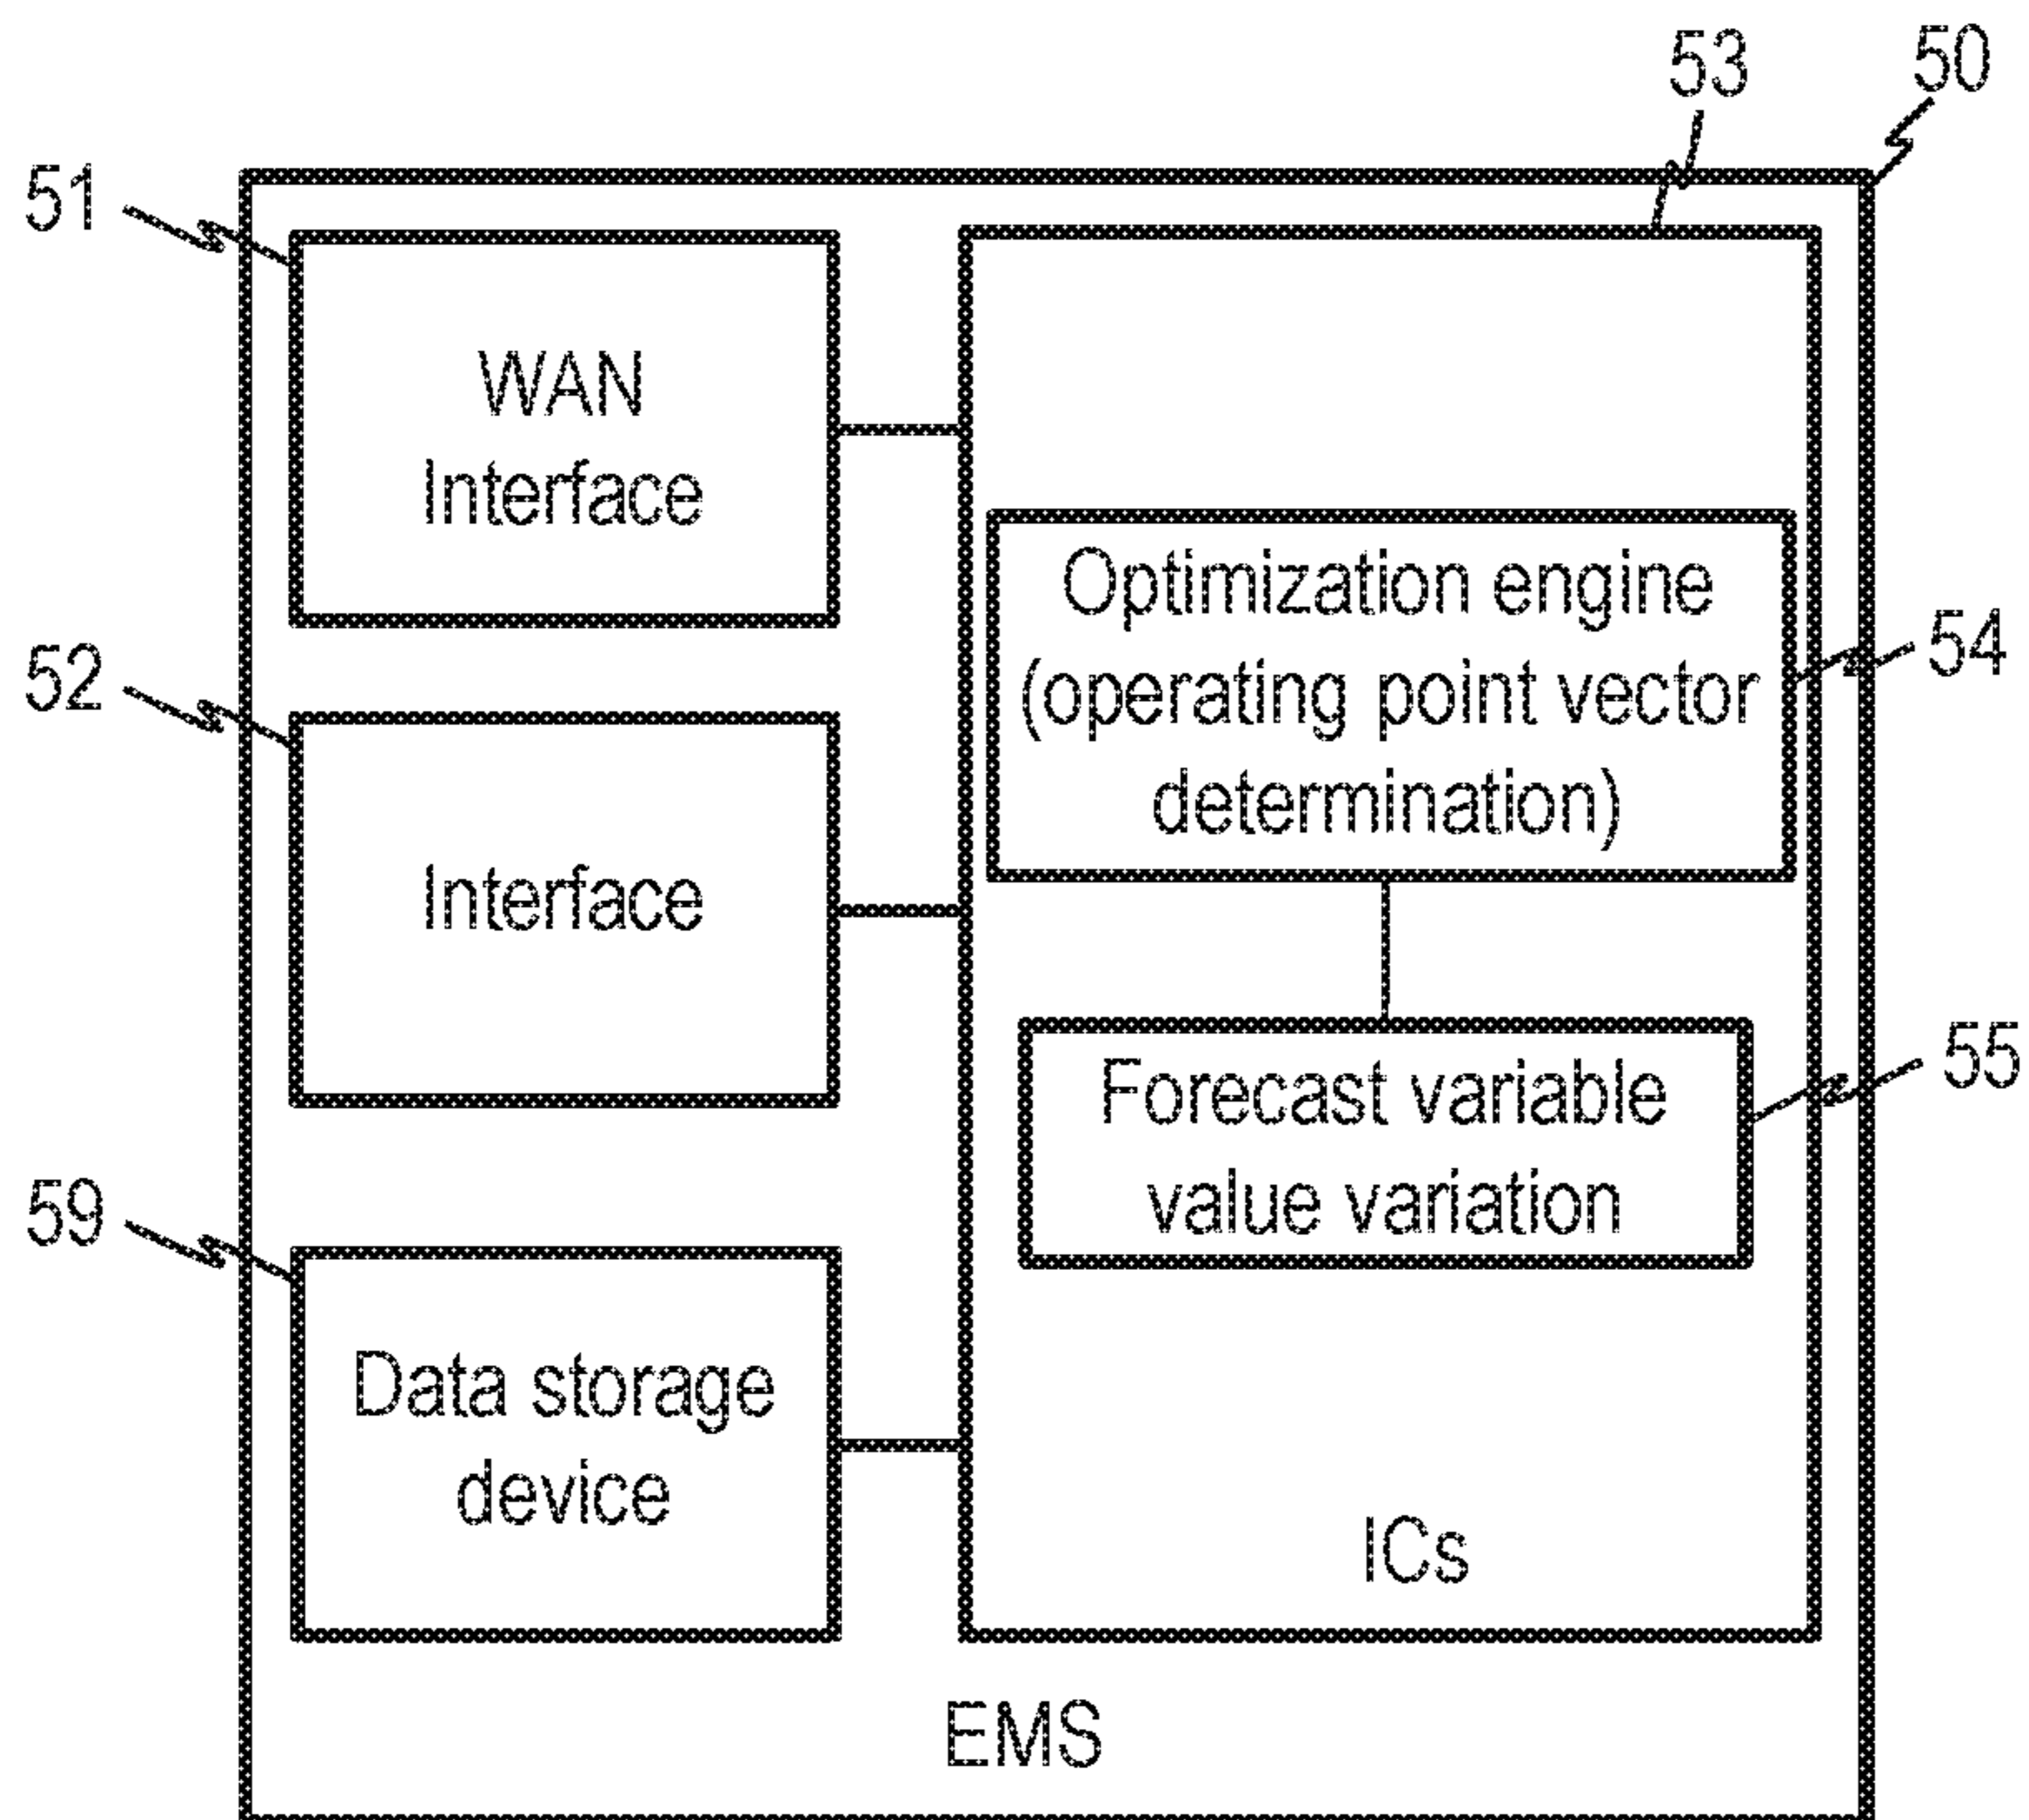 53
50
51
WAN
Interface
Optimization engine
(operating point vector
determination)
54
52
Interface
Forecast variable
value variation
55
59
Data storage
device
ICs
EMS